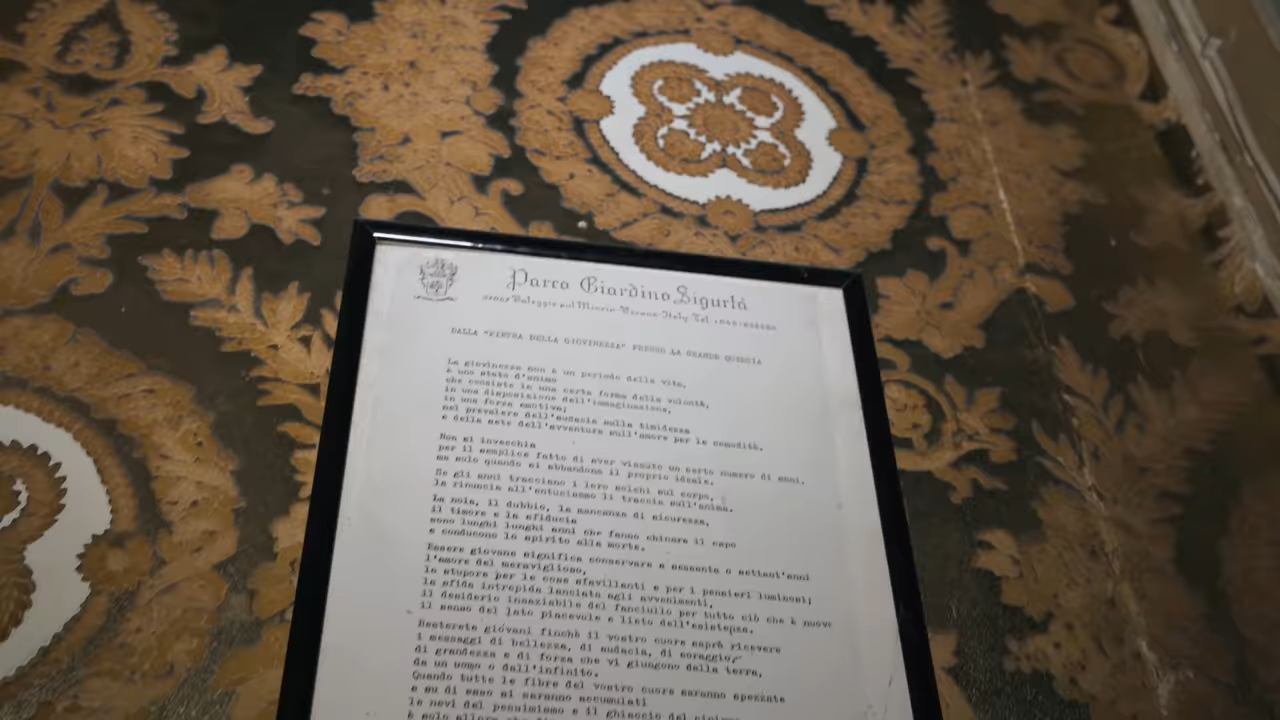 Parco Giardino Sigurtà
Valeggio sul Mincio - Verona - Italy Tel.
DALLA "PIETRA DELLA GIOVINEZZA" PRESSO LA GRANDE QUERCIA
La giovinezza non è un periodo della vita,
è uno stato d'animo
che consiste in una certa forma della volontà,
in una disposizione dell'immaginazione,
in una forza emotiva;
nel prevalere dell'audacia sulla timidezza
e della sete dell'avventura sull'amore per le comodità.
Non si invecchia
per il semplice fatto di aver vissuto un certo numero di anni,
ma solo quando si abbandona il proprio ideale.
Se gli anni tracciano i loro solchi sul corpo,
la rinuncia all'entusiasmo li traccia sull'anima.
La noia, il dubbio, la mancanza di sicurezza,
il timore e la sfiducia
sono lunghi lunghi anni che fanno chinare il capo
e conducono lo spirito alla morte.
Essere giovane significa conservare a sessanta o settant'anni
l'amore del meraviglioso,
lo stupore per le cose sfavillanti e per i pensieri luminosi;
la sfida intrepida lanciata agli avvenimenti,
il desiderio insaziabile del fanciullo per tutto ciò che è nuovo
il senso del lato piacevole e lieto dell'esistenza.
Resterete giovani finchè il vostro cuore saprà ricevere
i messaggi di bellezza, di audacia, di coraggio,
di grandezza e di forza che vi giungono dalla terra,
da un uomo o dall'infinito.
Quando tutte le fibre del vostro cuore saranno spezzate
e su di esso si saranno accumulati
le nevi del pessimismo e il ghiaccio del
è solo allora che